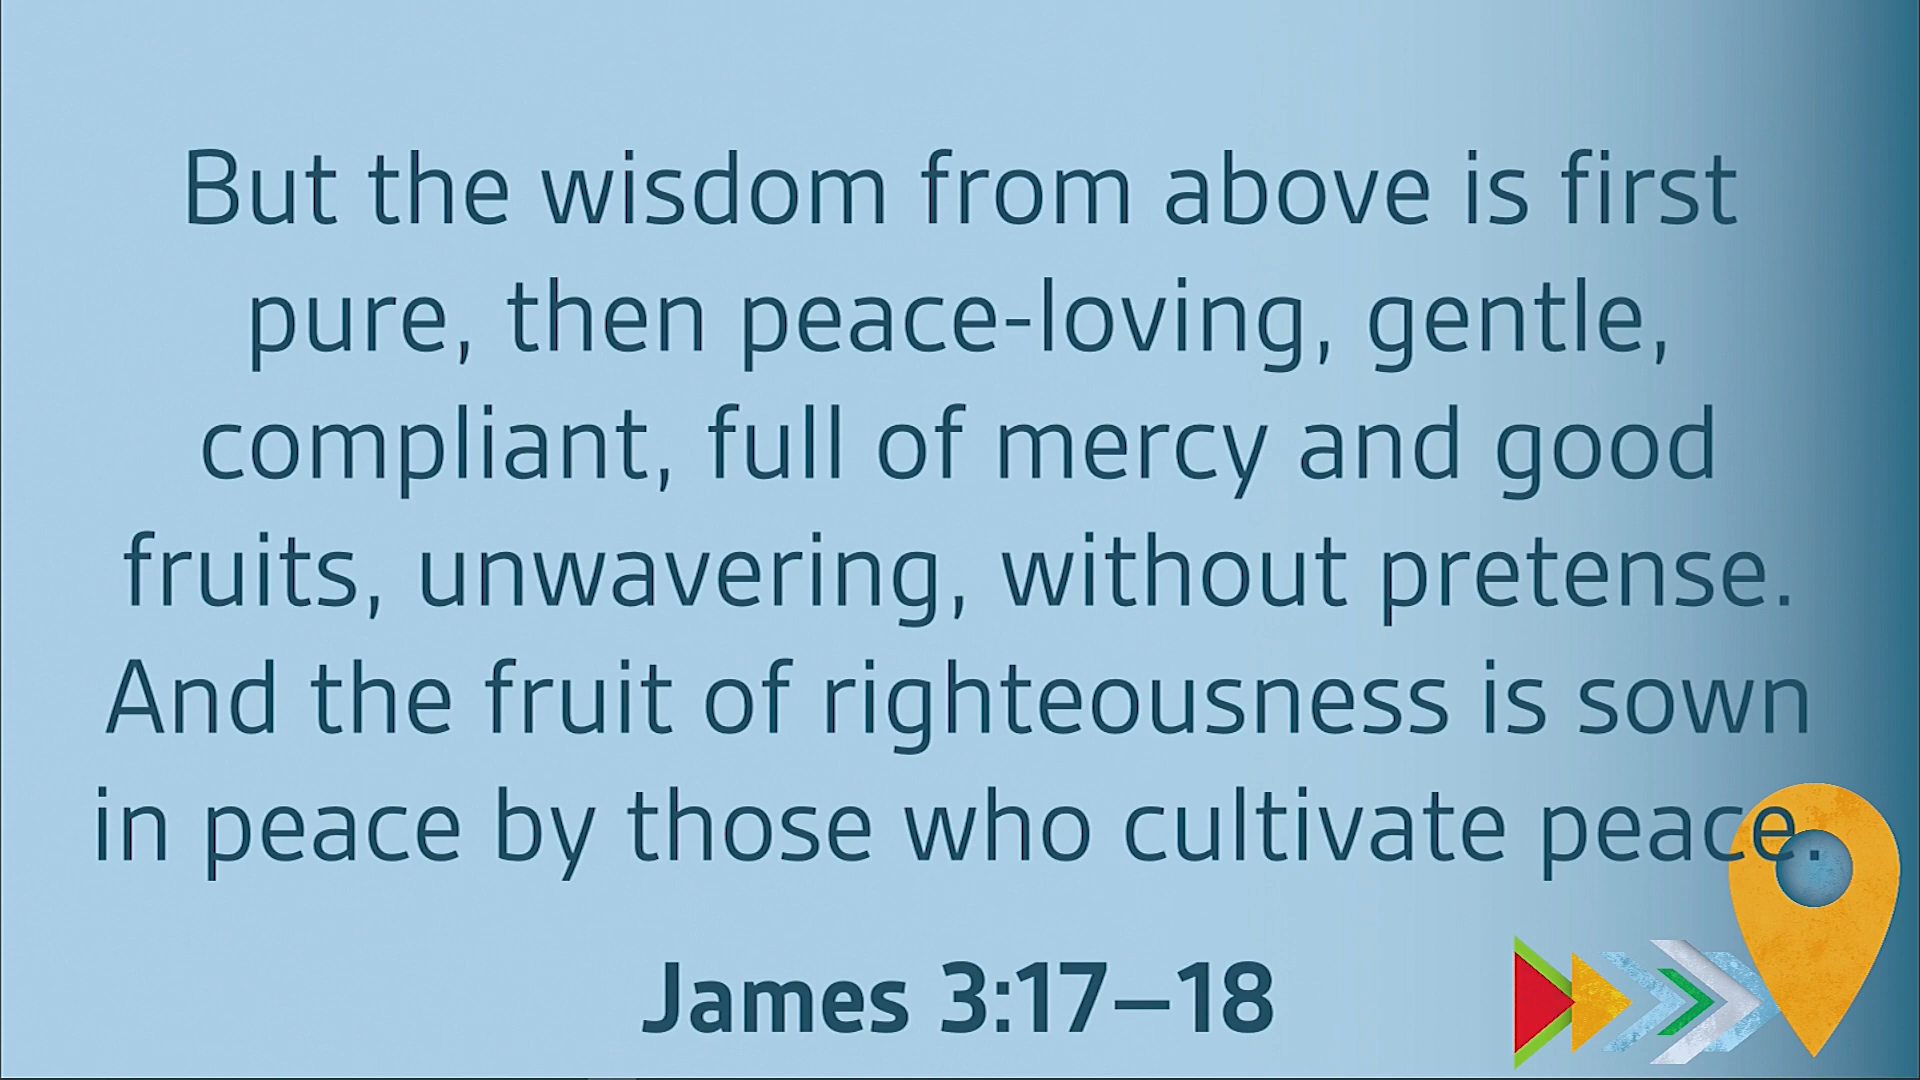 But the wisdom from above is first
pure, then peace-loving, gentle,
compliant, full of mercy and good
fruits, unwavering, without pretense.
And the fruit of righteousness is sown
in peace by those who cultivate peace.
James 3:17–18